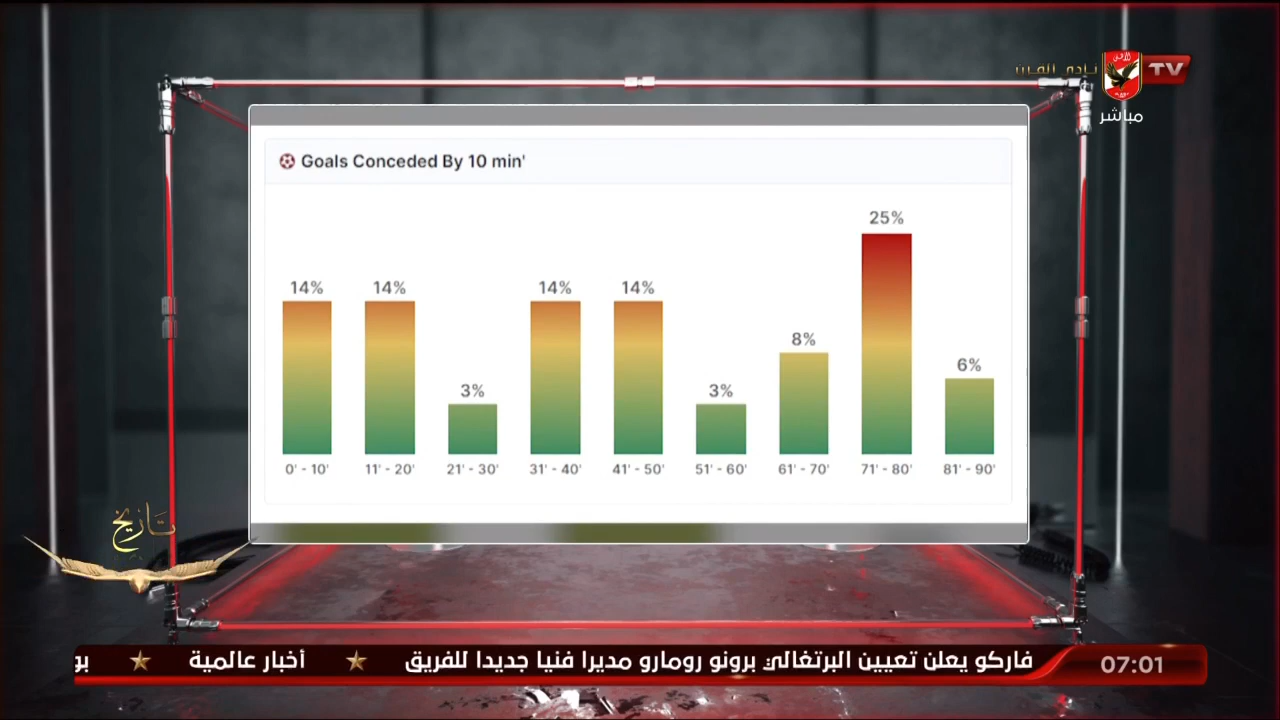 نادي القرن
TV
مباشر
Goals Conceded By 10 min'
14% 14% 3% 14% 14% 3% 8% 25% 6%
0' - 10' 11' - 20' 21' - 30' 31' - 40' 41' - 50' 51' - 60' 61' - 70' 71' - 80' 81' - 90'
تاريخ
فاركو يعلن تعيين البرتغالي برونو رومارو مديرا فنيا جديدا للفريق ★ أخبار عالمية ★
07:01